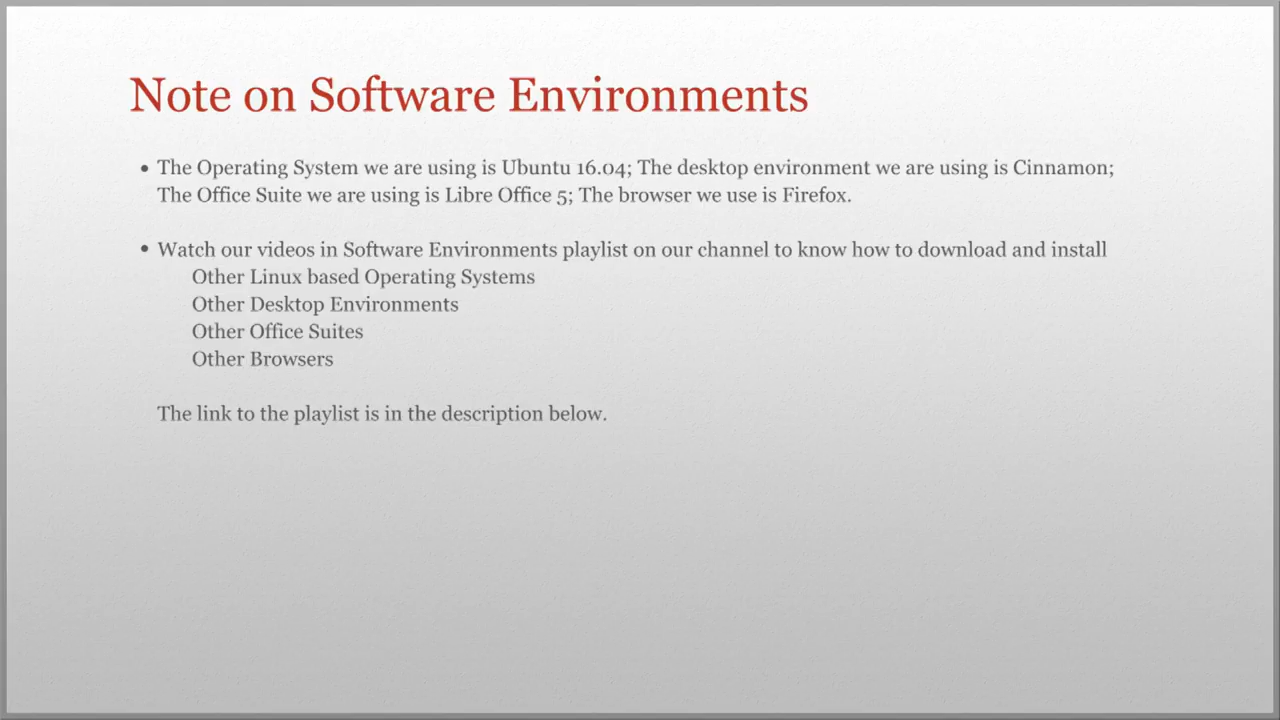 Note on Software Environments
• The Operating System we are using is Ubuntu 16.04; The desktop environment we are using is Cinnamon;
The Office Suite we are using is Libre Office 5; The browser we use is Firefox.
• Watch our videos in Software Environments playlist on our channel to know how to download and install
Other Linux based Operating Systems
Other Desktop Environments
Other Office Suites
Other Browsers
The link to the playlist is in the description below.